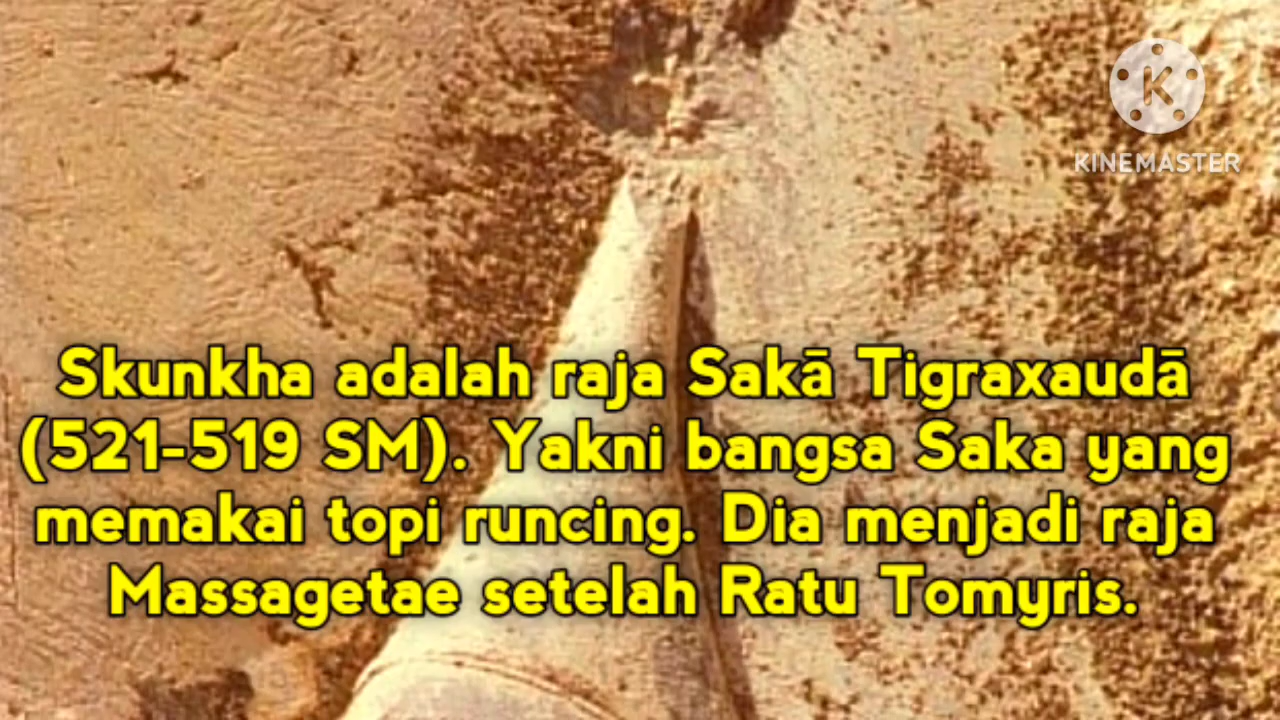 K
KINEMASTER
Skunkha adalah raja Sakā Tigraxaudā
(521-519 SM). Yakni bangsa Saka yang
memakai topi runcing. Dia menjadi raja
Massagetae setelah Ratu Tomyris.